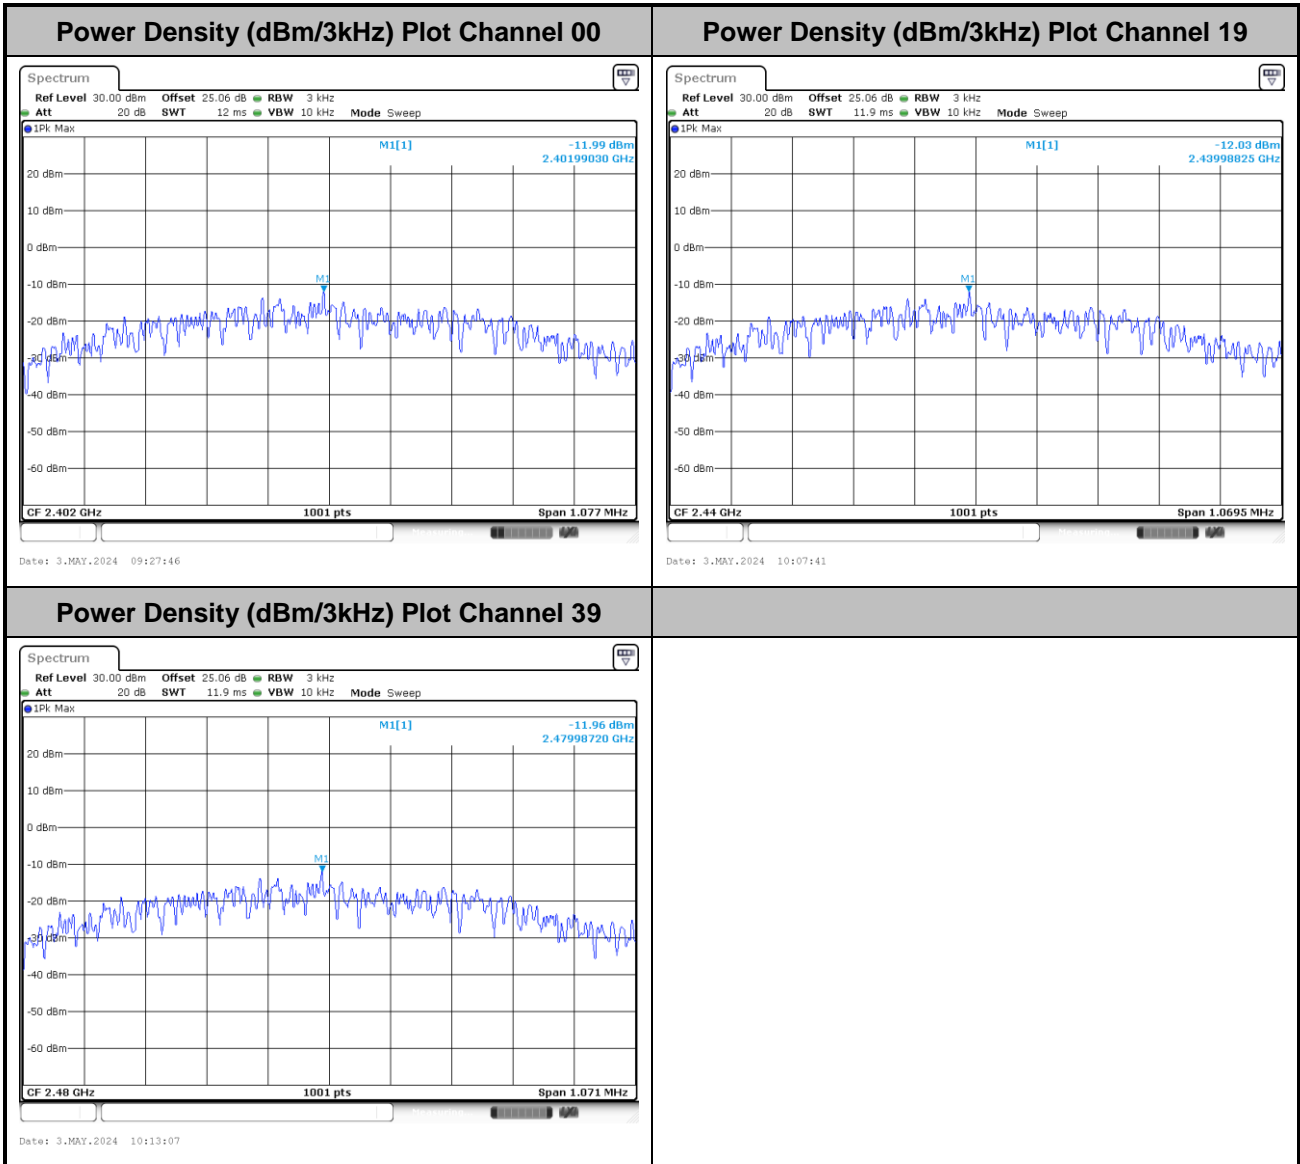 Power Density (dBm/3kHz) Plot Channel 00
Spectrum
Ref Level 30.00 dBm Offset 25.06 dB RBW 3 kHz
Att 20 dB SWT 12 ms VBW 10 kHz Mode Sweep
1Pk Max
M1[1] -11.99 dBm
2.40199030 GHz
20 dBm
10 dBm
0 dBm
-10 dBm
M1
-20 dBm
-30 dBm
-40 dBm
-50 dBm
-60 dBm
CF 2.402 GHz 1001 pts Span 1.077 MHz
Measuring
Date: 3.MAY.2024 09:27:46
Power Density (dBm/3kHz) Plot Channel 19
Spectrum
Ref Level 30.00 dBm Offset 25.06 dB RBW 3 kHz
Att 20 dB SWT 11.9 ms VBW 10 kHz Mode Sweep
1Pk Max
M1[1] -12.03 dBm
2.43998825 GHz
20 dBm
10 dBm
0 dBm
-10 dBm
M1
-20 dBm
-30 dBm
-40 dBm
-50 dBm
-60 dBm
CF 2.44 GHz 1001 pts Span 1.0695 MHz
Measuring
Date: 3.MAY.2024 10:07:41
Power Density (dBm/3kHz) Plot Channel 39
Spectrum
Ref Level 30.00 dBm Offset 25.06 dB RBW 3 kHz
Att 20 dB SWT 11.9 ms VBW 10 kHz Mode Sweep
1Pk Max
M1[1] -11.96 dBm
2.47998720 GHz
20 dBm
10 dBm
0 dBm
-10 dBm
M1
-20 dBm
-30 dBm
-40 dBm
-50 dBm
-60 dBm
CF 2.48 GHz 1001 pts Span 1.071 MHz
Measuring
Date: 3.MAY.2024 10:13:07